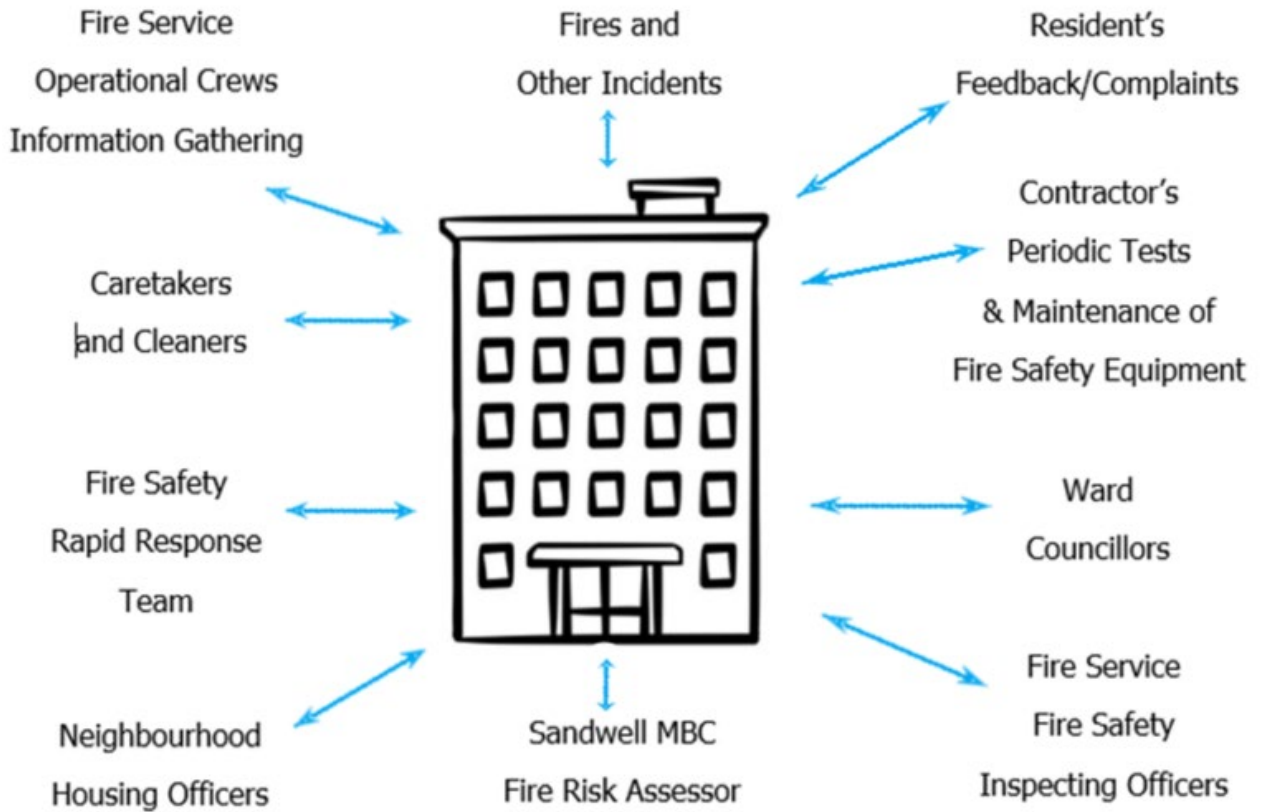 Fire Service
Operational Crews
Information Gathering
Fires and
Other Incidents
Resident's
Feedback/Complaints
Contractor's
Periodic Tests
& Maintenance of
Fire Safety Equipment
Caretakers
and Cleaners
Fire Safety
Rapid Response
Team
Ward
Councillors
Neighbourhood
Housing Officers
Sandwell MBC
Fire Risk Assessor
Fire Service
Fire Safety
Inspecting Officers